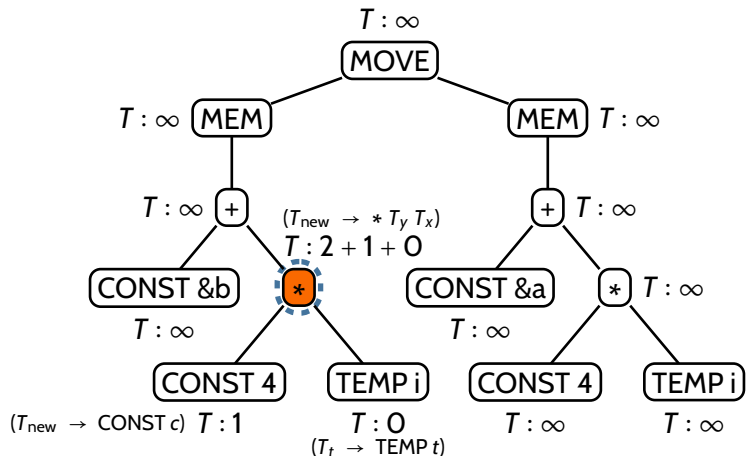 T : ∞
MOVE
T : ∞ MEM MEM T : ∞
T : ∞ + (T_new → * T_y T_x) + T : ∞
T : 2 + 1 + 0
CONST &b * CONST &a * T : ∞
T : ∞ T : ∞
CONST 4 TEMP i CONST 4 TEMP i
(T_new → CONST c) T : 1 T : 0 T : ∞ T : ∞
(T_t → TEMP t)